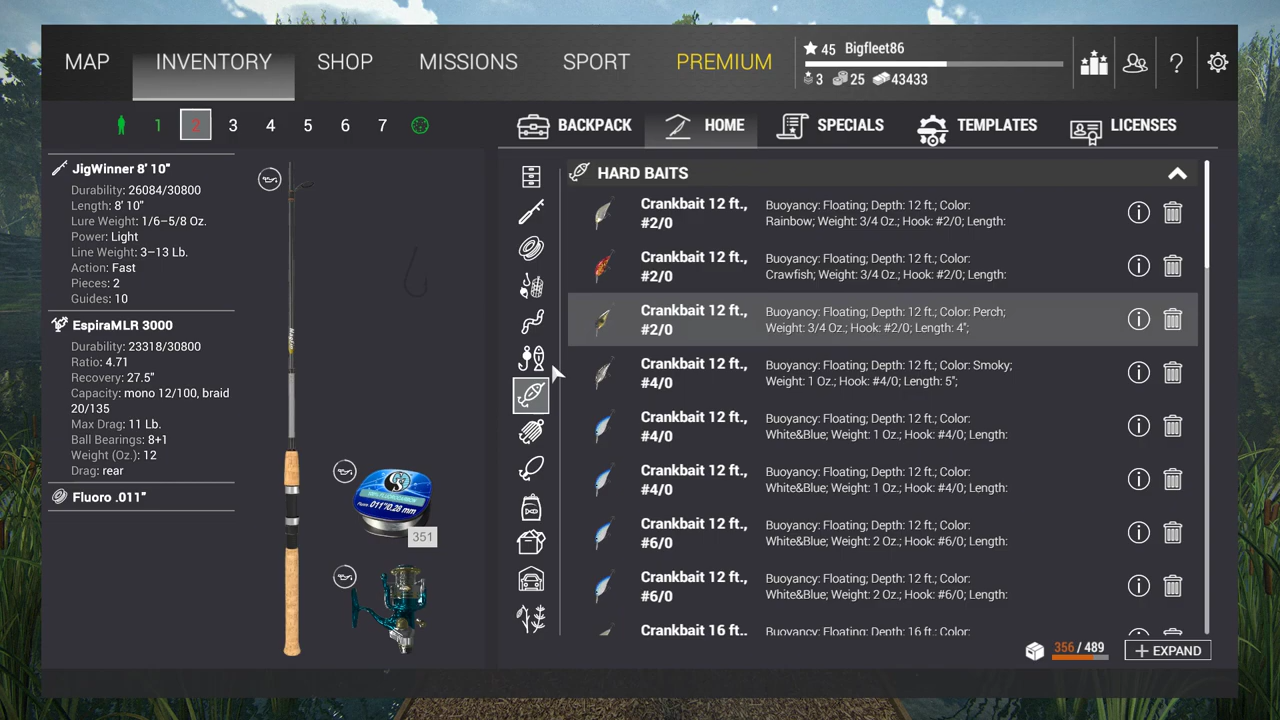 MAP INVENTORY SHOP MISSIONS SPORT PREMIUM
45 Bigfleet86
3 25 43433
1 2 3 4 5 6 7
BACKPACK HOME SPECIALS TEMPLATES LICENSES
JigWinner 8' 10"
Durability: 26084/30800
Length: 8' 10"
Lure Weight: 1/6–5/8 Oz.
Power: Light
Line Weight: 3–13 Lb.
Action: Fast
Pieces: 2
Guides: 10
EspiraMLR 3000
Durability: 23318/30800
Ratio: 4.71
Recovery: 27.5"
Capacity: mono 12/100, braid
20/135
Max Drag: 11 Lb.
Ball Bearings: 8+1
Weight (Oz.): 12
Drag: rear
Fluoro .011"
011"/0.28 mm
351
HARD BAITS
Crankbait 12 ft.,
#2/0
Buoyancy: Floating; Depth: 12 ft.; Color:
Rainbow; Weight: 3/4 Oz.; Hook: #2/0; Length:
Crankbait 12 ft.,
#2/0
Buoyancy: Floating; Depth: 12 ft.; Color:
Crawfish; Weight: 3/4 Oz.; Hook: #2/0; Length:
Crankbait 12 ft.,
#2/0
Buoyancy: Floating; Depth: 12 ft.; Color: Perch;
Weight: 3/4 Oz.; Hook: #2/0; Length: 4";
Crankbait 12 ft.,
#4/0
Buoyancy: Floating; Depth: 12 ft.; Color: Smoky;
Weight: 1 Oz.; Hook: #4/0; Length: 5";
Crankbait 12 ft.,
#4/0
Buoyancy: Floating; Depth: 12 ft.; Color:
White&Blue; Weight: 1 Oz.; Hook: #4/0; Length:
Crankbait 12 ft.,
#4/0
Buoyancy: Floating; Depth: 12 ft.; Color:
White&Blue; Weight: 1 Oz.; Hook: #4/0; Length:
Crankbait 12 ft.,
#6/0
Buoyancy: Floating; Depth: 12 ft.; Color:
White&Blue; Weight: 2 Oz.; Hook: #6/0; Length:
Crankbait 12 ft.,
#6/0
Buoyancy: Floating; Depth: 12 ft.; Color:
White&Blue; Weight: 2 Oz.; Hook: #6/0; Length:
Crankbait 16 ft.,
Buoyancy: Floating; Depth: 16 ft.; Color:
356 / 489
+ EXPAND